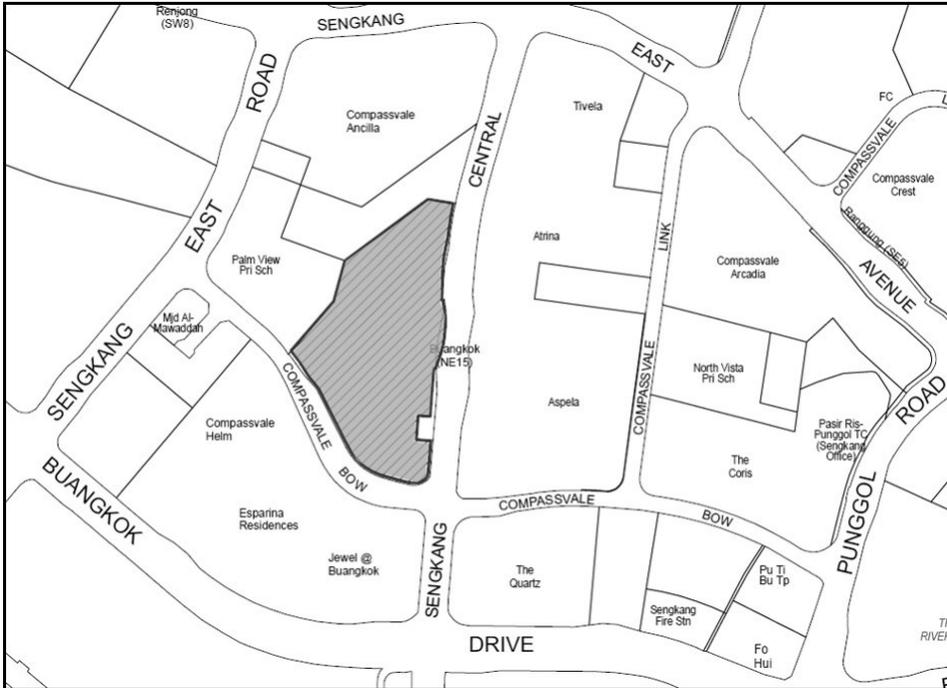 Renjong
(SW8)
SENGKANG
EAST
ROAD
EAST
SENGKANG
CENTRAL
Compassvale
Ancilla
Tivela
FC
COMPASSVALE
Compassvale
Crest
Ranggung (SE5)
Atrina
LINK
COMPASSVALE
Compassvale
Arcadia
AVENUE
Palm View
Pri Sch
Mjd Al-
Mawaddah
Buangkok
(NE15)
North Vista
Pri Sch
ROAD
PUNGGOL
COMPASSVALE
BOW
Compassvale
Helm
Aspela
Pasir Ris-
Punggol TC
(Sengkang
Office)
The
Coris
BUANGKOK
Esparina
Residences
COMPASSVALE
BOW
Jewel @
Buangkok
SENGKANG
The
Quartz
Pu Ti
Bu Tp
Sengkang
Fire Stn
DRIVE
Fo
Hui
RIVER